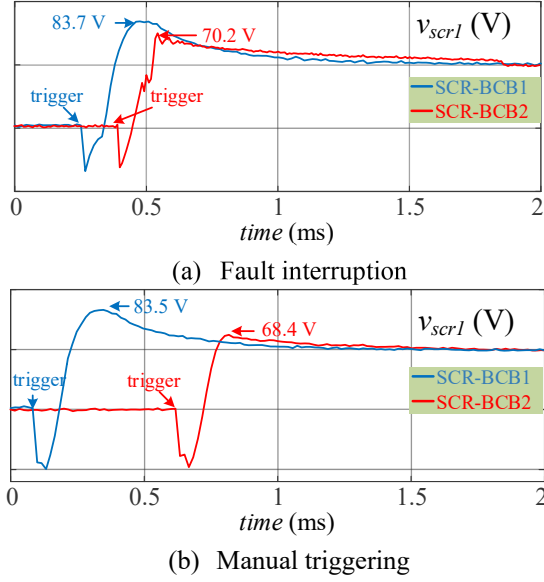 83.7 V
v_scr1 (V)
70.2 V
trigger
trigger
SCR-BCB1
SCR-BCB2
0
0.5
1
1.5
2
time (ms)
(a) Fault interruption
83.5 V
v_scr1 (V)
68.4 V
trigger
trigger
SCR-BCB1
SCR-BCB2
0
0.5
1
1.5
2
time (ms)
(b) Manual triggering